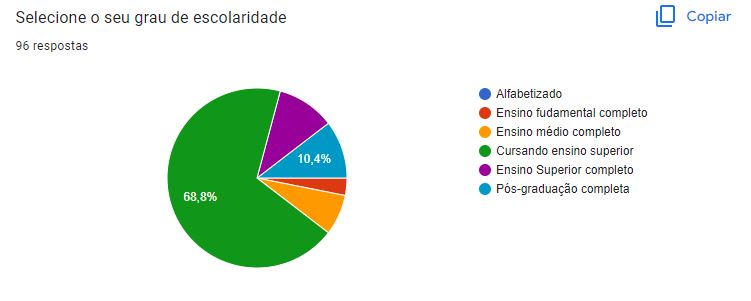 Selecione o seu grau de escolaridade
Copiar
96 respostas
Alfabetizado
Ensino fudamental completo
Ensino médio completo
Cursando ensino superior
Ensino Superior completo
Pós-graduação completa
10,4%
68,8%